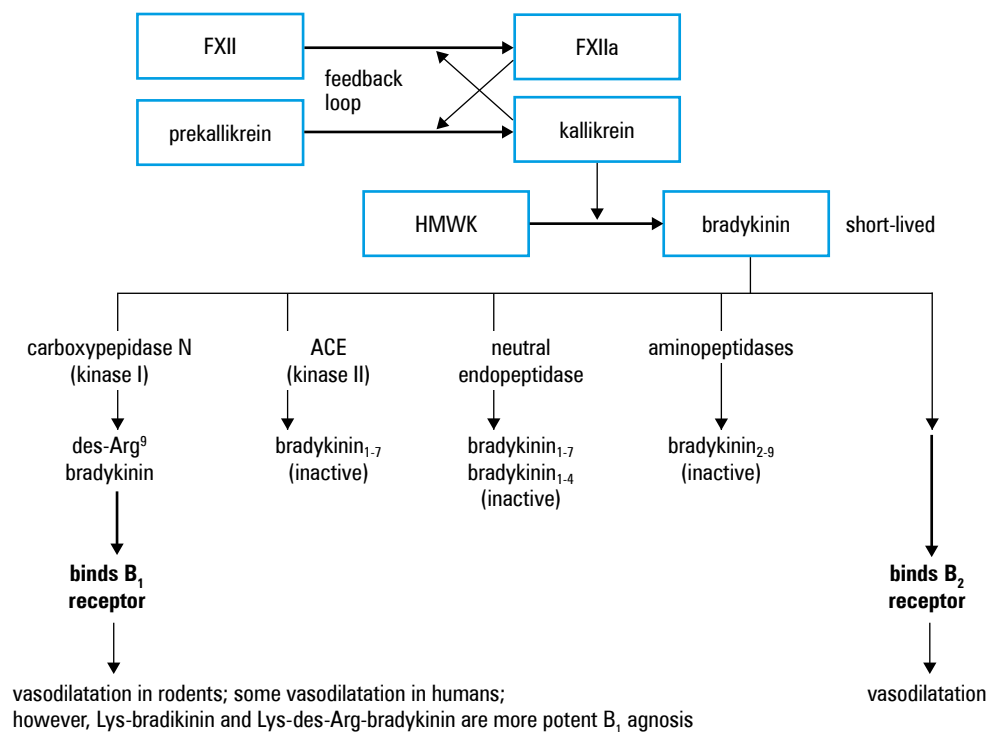 FXII
FXIIa
feedback
loop
prekallikrein
kallikrein
HMWK
bradykinin
short-lived
carboxypepidase N
(kinase I)
ACE
(kinase II)
neutral
endopeptidase
aminopeptidases
des-Arg⁹
bradykinin
bradykinin₁₋₇
(inactive)
bradykinin₁₋₇
bradykinin₁₋₄
(inactive)
bradykinin₂₋₉
(inactive)
binds B₁
receptor
binds B₂
receptor
vasodilatation in rodents; some vasodilatation in humans;
however, Lys-bradikinin and Lys-des-Arg-bradykinin are more potent B₁ agnosis
vasodilatation